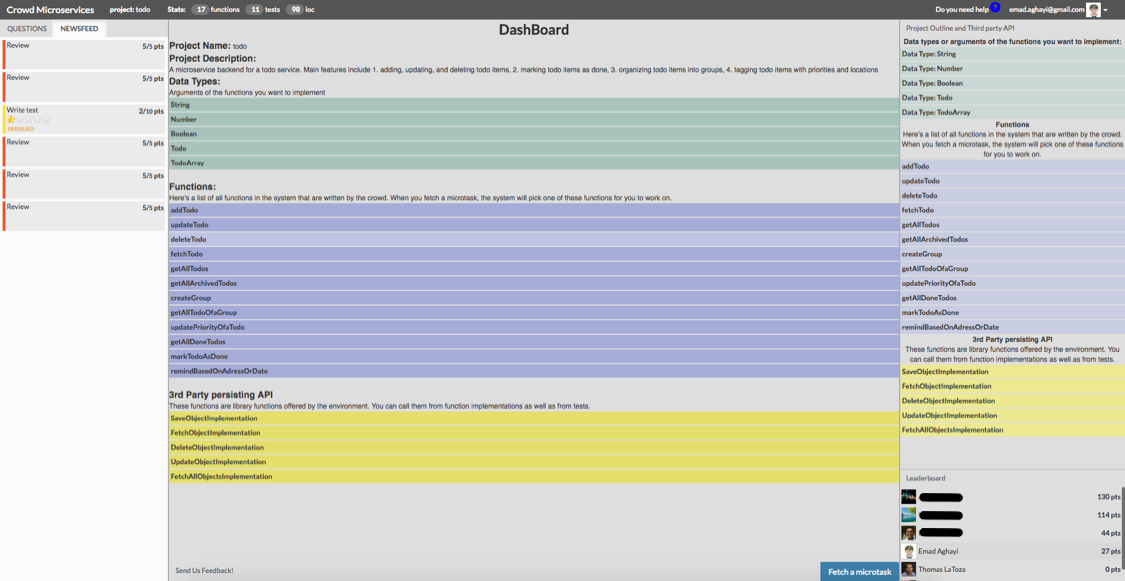 Crowd Microservices project: todo Stats: 17 functions 11 tests 98 loc Do you need help ? emad.aghayi@gmail.com
QUESTIONS NEWSFEED
Review 5/5 pts
Review 5/5 pts
Write test 2/10 pts
REISSUED
Review 5/5 pts
Review 5/5 pts
Review 5/5 pts
DashBoard
Project Name: todo
Project Description:
A microservice backend for a todo service. Main features include 1. adding, updating, and deleting todo items, 2. marking todo items as done, 3. organizing todo items into groups, 4. tagging todo items with priorities and locations
Data Types:
Arguments of the functions you want to implement
String
Number
Boolean
Todo
TodoArray
Functions:
Here's a list of all functions in the system that are written by the crowd. When you fetch a microtask, the system will pick one of these functions for you to work on.
addTodo
updateTodo
deleteTodo
fetchTodo
getAllTodos
getAllArchivedTodos
createGroup
getAllTodoOfaGroup
updatePriorityOfaTodo
getAllDoneTodos
markTodoAsDone
remindBasedOnAdressOrDate
3rd Party persisting API
These functions are library functions offered by the environment. You can call them from function implementations as well as from tests.
SaveObjectImplementation
FetchObjectImplementation
DeleteObjectImplementation
UpdateObjectImplementation
FetchAllObjectsImplementation
Send Us Feedback!
Fetch a microtask
Project Outline and Third party API
Data types or arguments of the functions you want to implement:
Data Type: String
Data Type: Number
Data Type: Boolean
Data Type: Todo
Data Type: TodoArray
Functions
Here's a list of all functions in the system that are written by the crowd.
When you fetch a microtask, the system will pick one of these functions
for you to work on.
addTodo
updateTodo
deleteTodo
fetchTodo
getAllTodos
getAllArchivedTodos
createGroup
getAllTodoOfaGroup
updatePriorityOfaTodo
getAllDoneTodos
markTodoAsDone
remindBasedOnAdressOrDate
3rd Party persisting API
These functions are library functions offered by the environment. You
can call them from function implementations as well as from tests.
SaveObjectImplementation
FetchObjectImplementation
DeleteObjectImplementation
UpdateObjectImplementation
FetchAllObjectsImplementation
Leaderboard
130 pts
114 pts
44 pts
Emad Aghayi 27 pts
Thomas LaToza 0 pts